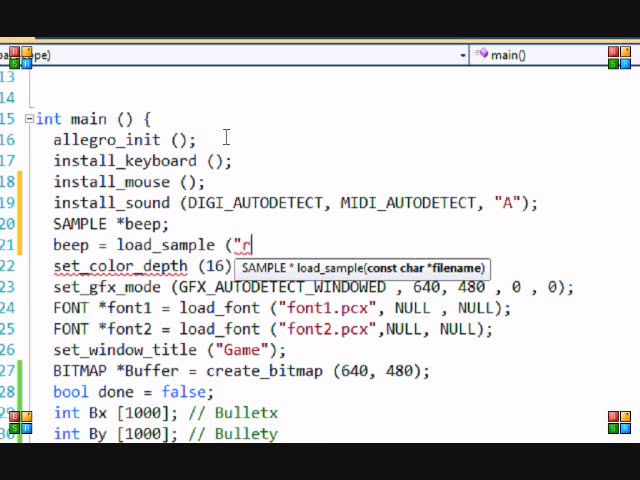 ope) main()
13
14
15 int main () {
16 allegro_init ();
17 install_keyboard ();
18 install_mouse ();
19 install_sound (DIGI_AUTODETECT, MIDI_AUTODETECT, "A");
20 SAMPLE *beep;
21 beep = load_sample ("r
22 set_color_depth (16)
SAMPLE * load_sample(const char *filename)
23 set_gfx_mode (GFX_AUTODETECT_WINDOWED , 640, 480 , 0 , 0);
24 FONT *font1 = load_font ("font1.pcx", NULL , NULL);
25 FONT *font2 = load_font ("font2.pcx",NULL, NULL);
26 set_window_title ("Game");
27 BITMAP *Buffer = create_bitmap (640, 480);
28 bool done = false;
29 int Bx [1000]; // Bulletx
30 int By [1000]; // Bullety